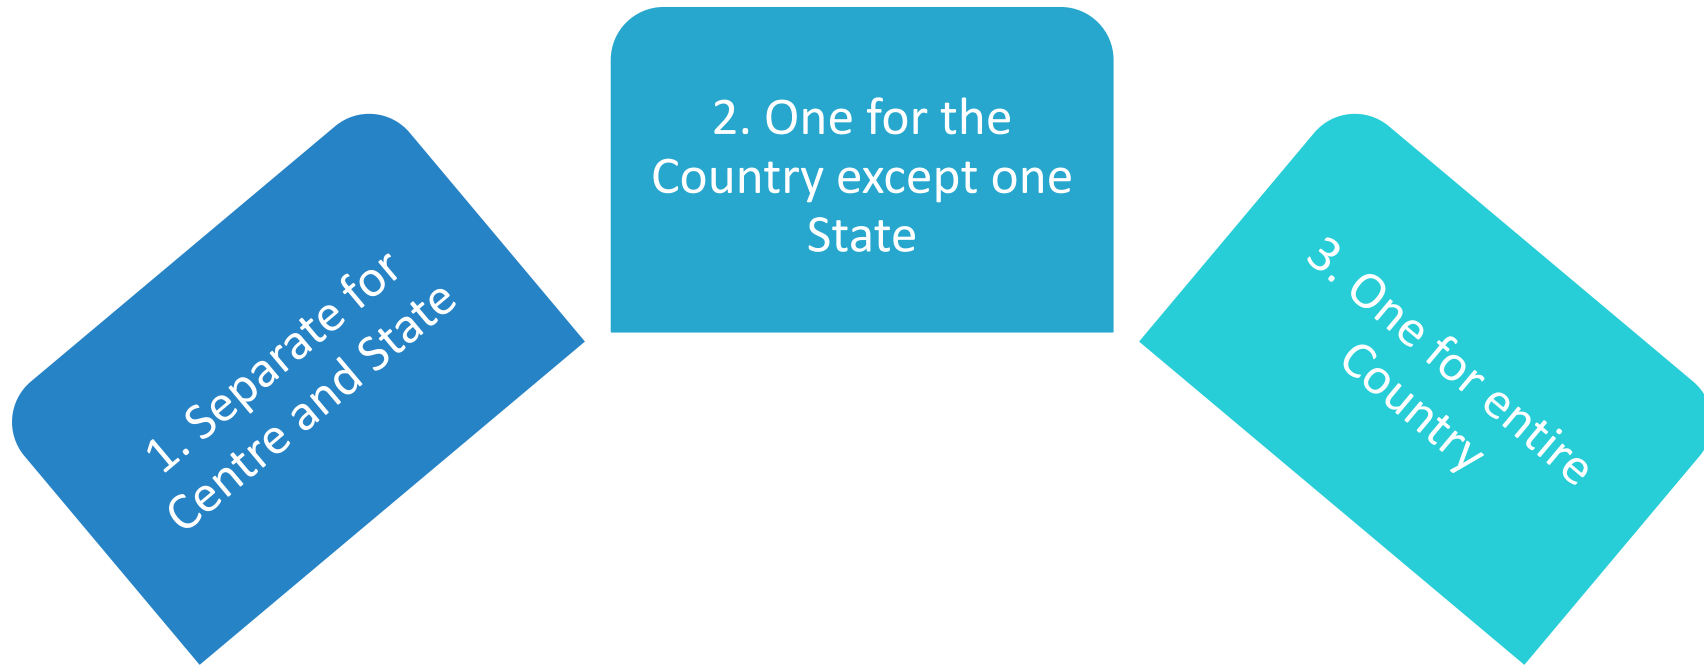 1. Separate for
Centre and State
2. One for the
Country except one
State
3. One for entire
Country